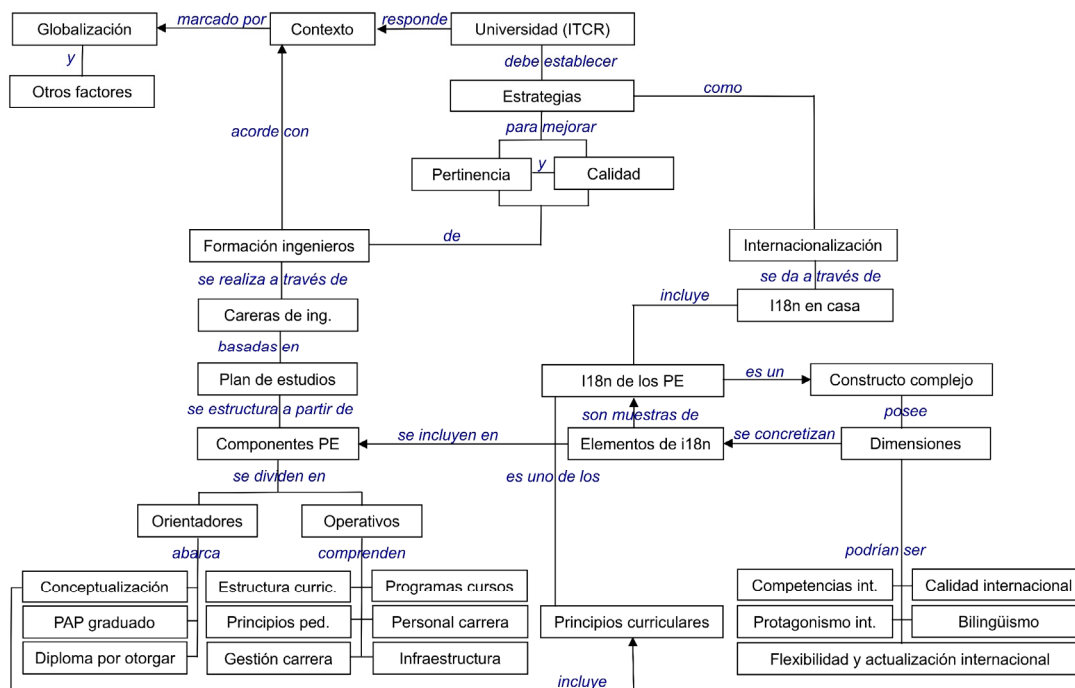 Globalización
marcado por
Contexto
responde
Universidad (ITCR)
y
debe establecer
Otros factores
Estrategias
como
acorde con
para mejorar
Pertinencia
y
Calidad
Formación ingenieros
de
Internacionalización
se realiza a través de
se da a través de
incluye
I18n en casa
Careras de ing.
basadas en
Plan de estudios
I18n de los PE
es un
Constructo complejo
se estructura a partir de
son muestras de
posee
Componentes PE
se incluyen en
Elementos de i18n
se concretizan
Dimensiones
se dividen en
es uno de los
Orientadores
Operativos
abarca
comprenden
podrían ser
Conceptualización
Estructura curric.
Programas cursos
Competencias int.
Calidad internacional
PAP graduado
Principios ped.
Personal carrera
Principios curriculares
Protagonismo int.
Bilingüismo
Diploma por otorgar
Gestión carrera
Infraestructura
Flexibilidad y actualización internacional
incluye